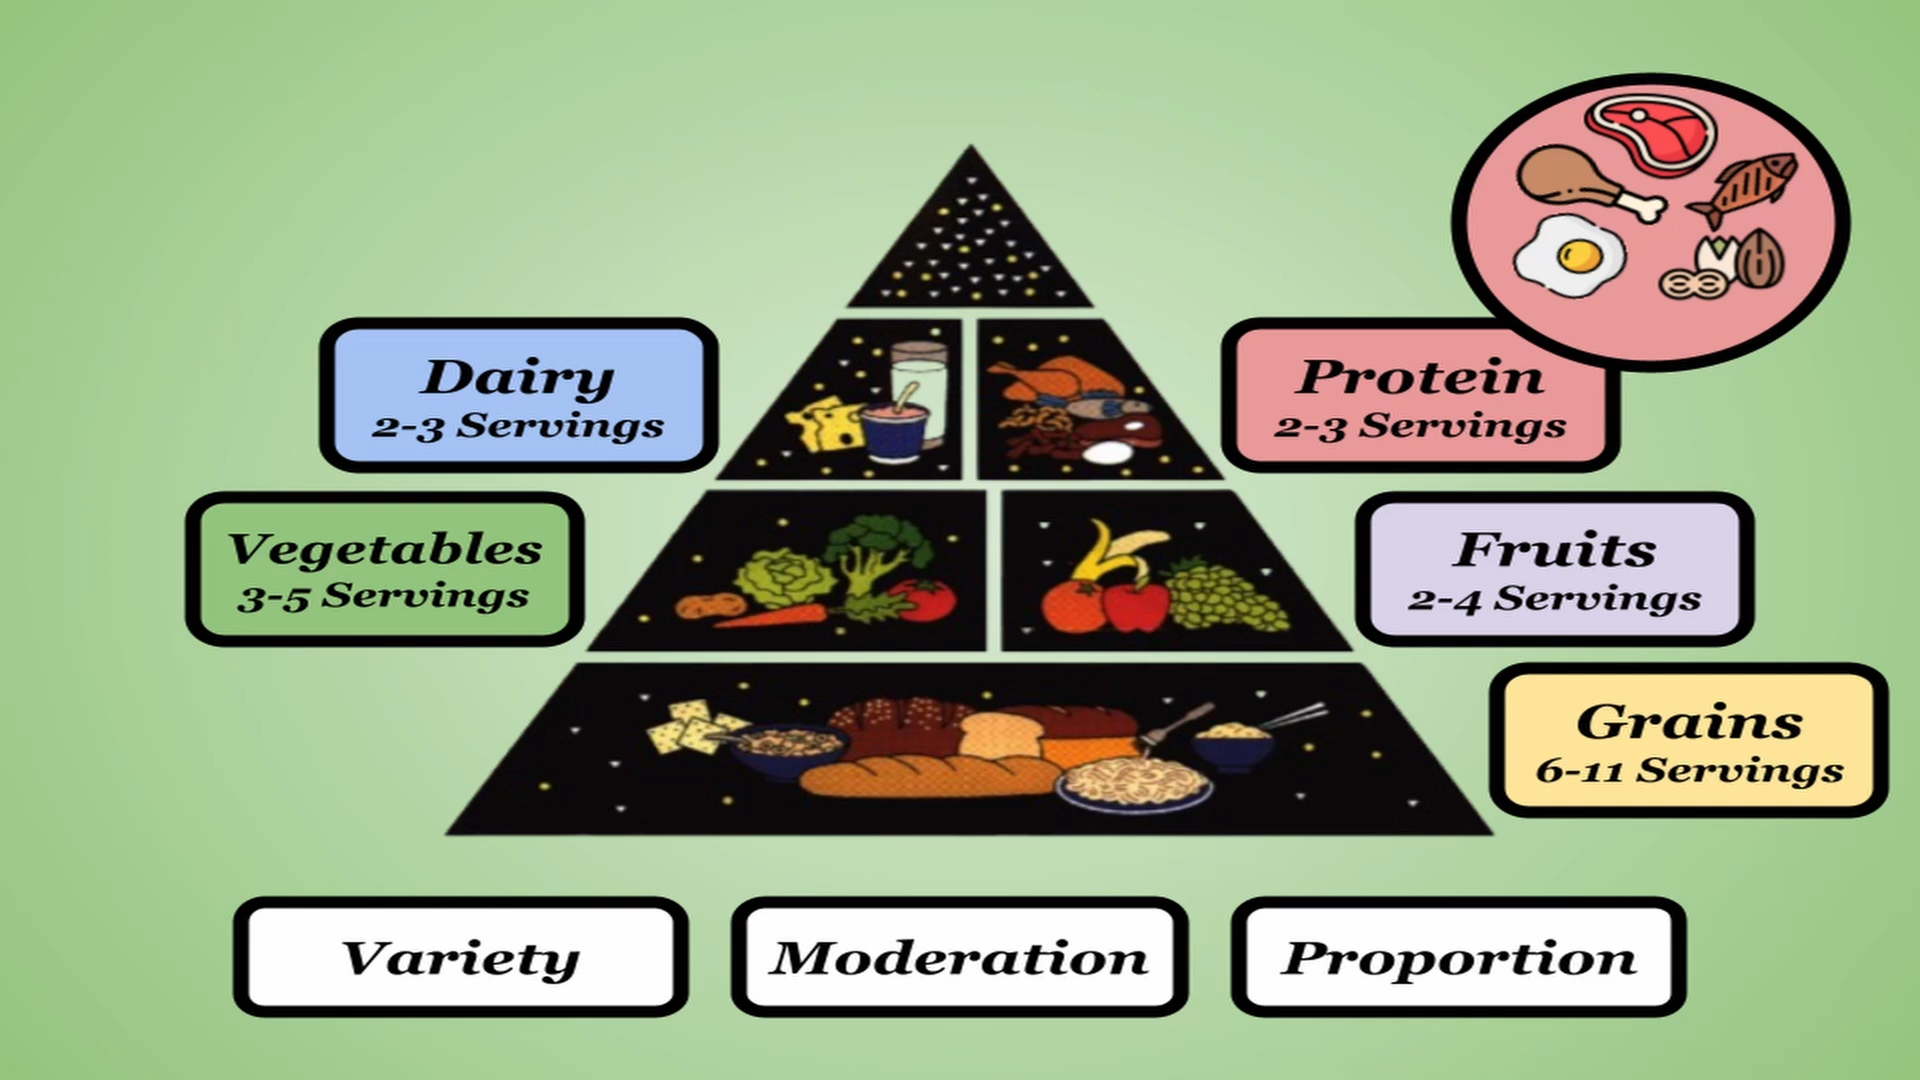 Dairy
2-3 Servings
Protein
2-3 Servings
Vegetables
3-5 Servings
Fruits
2-4 Servings
Grains
6-11 Servings
Variety
Moderation
Proportion